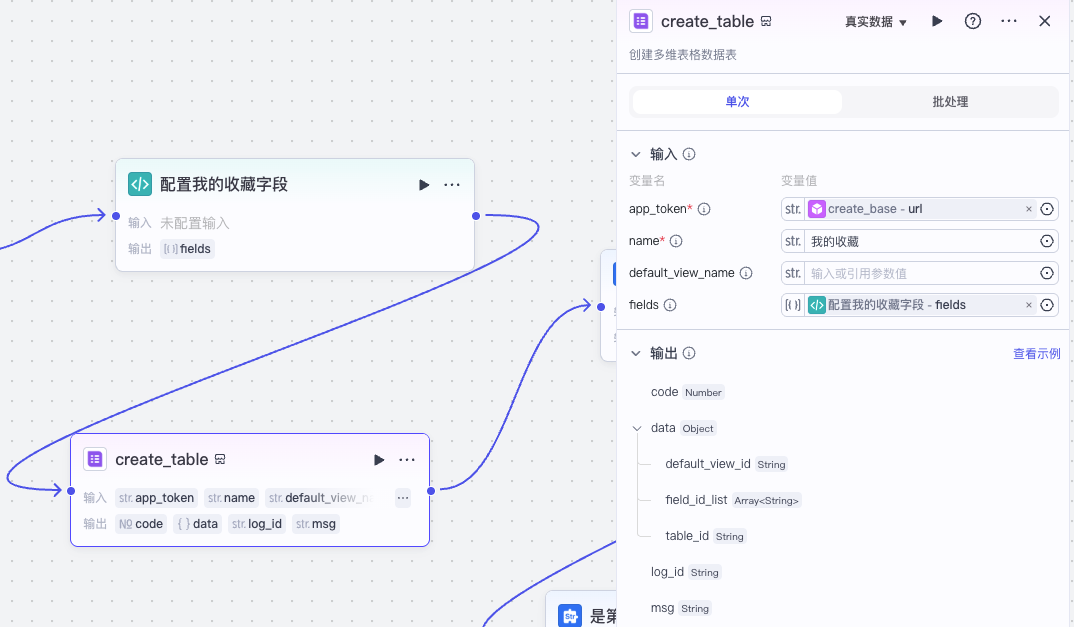 配置我的收藏字段
输入 未配置输入
输出 [()] fields
create_table
输入 str. app_token str. name str. default_view_n ...
输出 NO code { } data str. log_id str. msg
Str 是第
create_table
真实数据
创建多维表格数据表
单次
批处理
输入
变量名 变量值
app_token* str. create_base - url
name* str. 我的收藏
default_view_name str. 输入或引用参数值
fields [()] 配置我的收藏字段 - fields
输出 查看示例
code Number
data Object
default_view_id String
field_id_list Array<String>
table_id String
log_id String
msg String